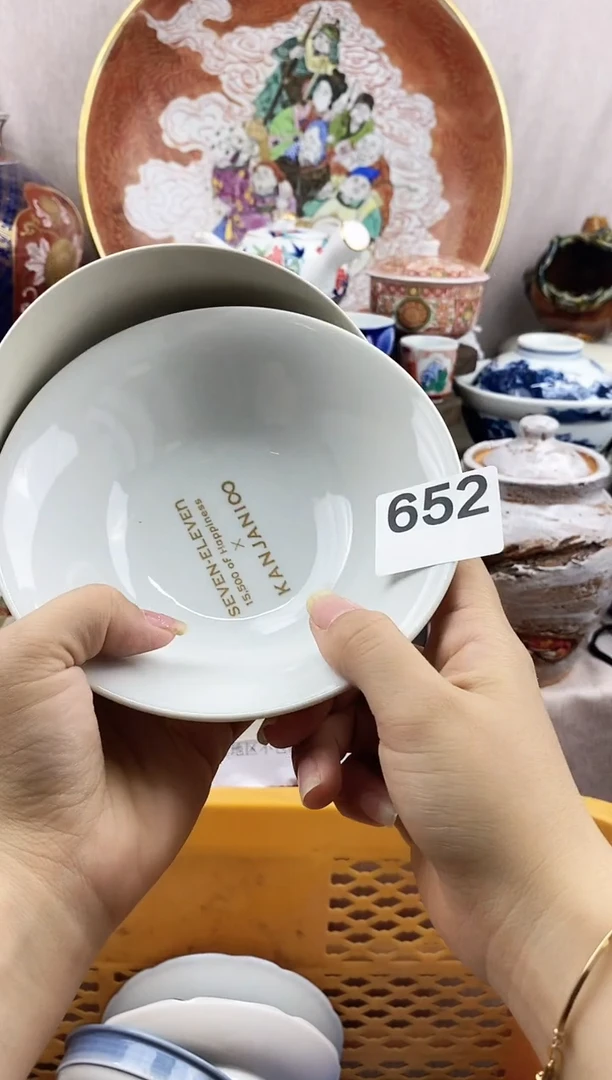 SEVEN-ELEVEN
15,500 of Happiness
×
KANJANI∞
652